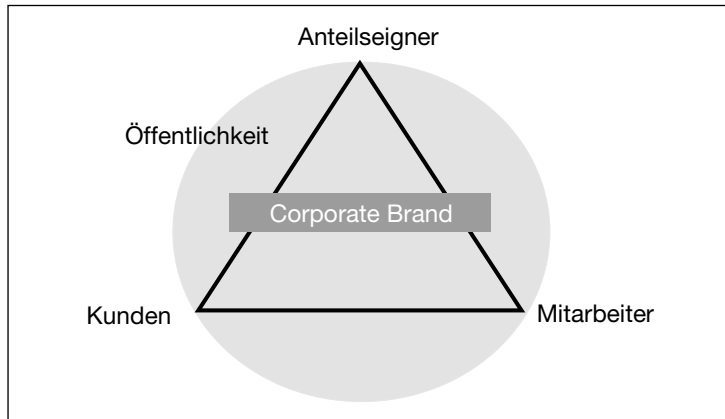 Anteilseigner
Öffentlichkeit
Corporate Brand
Kunden
Mitarbeiter